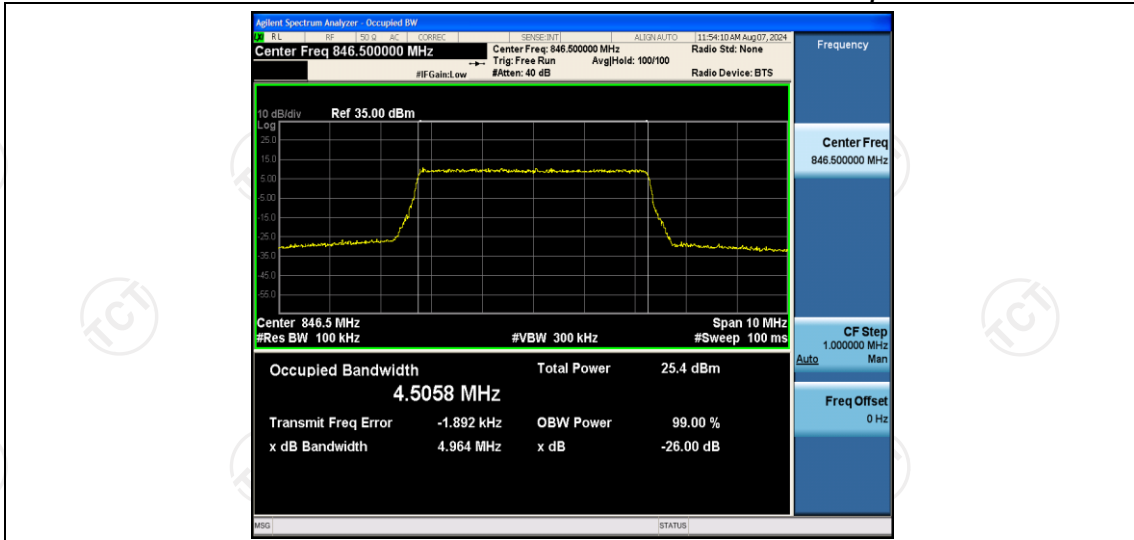 Agilent Spectrum Analyzer - Occupied BW
LXI RL RF 50 Ω AC CORREC SENSE:INT ALIGN AUTO 11:54:10 AM Aug 07, 2024
Center Freq 846.500000 MHz
Center Freq: 846.500000 MHz
Radio Std: None
Trig: Free Run Avg|Hold: 100/100
#IFGain:Low #Atten: 40 dB Radio Device: BTS
10 dB/div Ref 35.00 dBm
Log
25.0
15.0
5.00
-5.00
-15.0
-25.0
-35.0
-45.0
-55.0
Center 846.5 MHz Span 10 MHz
#Res BW 100 kHz #VBW 300 kHz #Sweep 100 ms
Occupied Bandwidth Total Power 25.4 dBm
4.5058 MHz
Transmit Freq Error -1.892 kHz OBW Power 99.00 %
x dB Bandwidth 4.964 MHz x dB -26.00 dB
MSG STATUS
Frequency
Center Freq
846.500000 MHz
CF Step
1.000000 MHz
Auto Man
Freq Offset
0 Hz
TCT
TCT